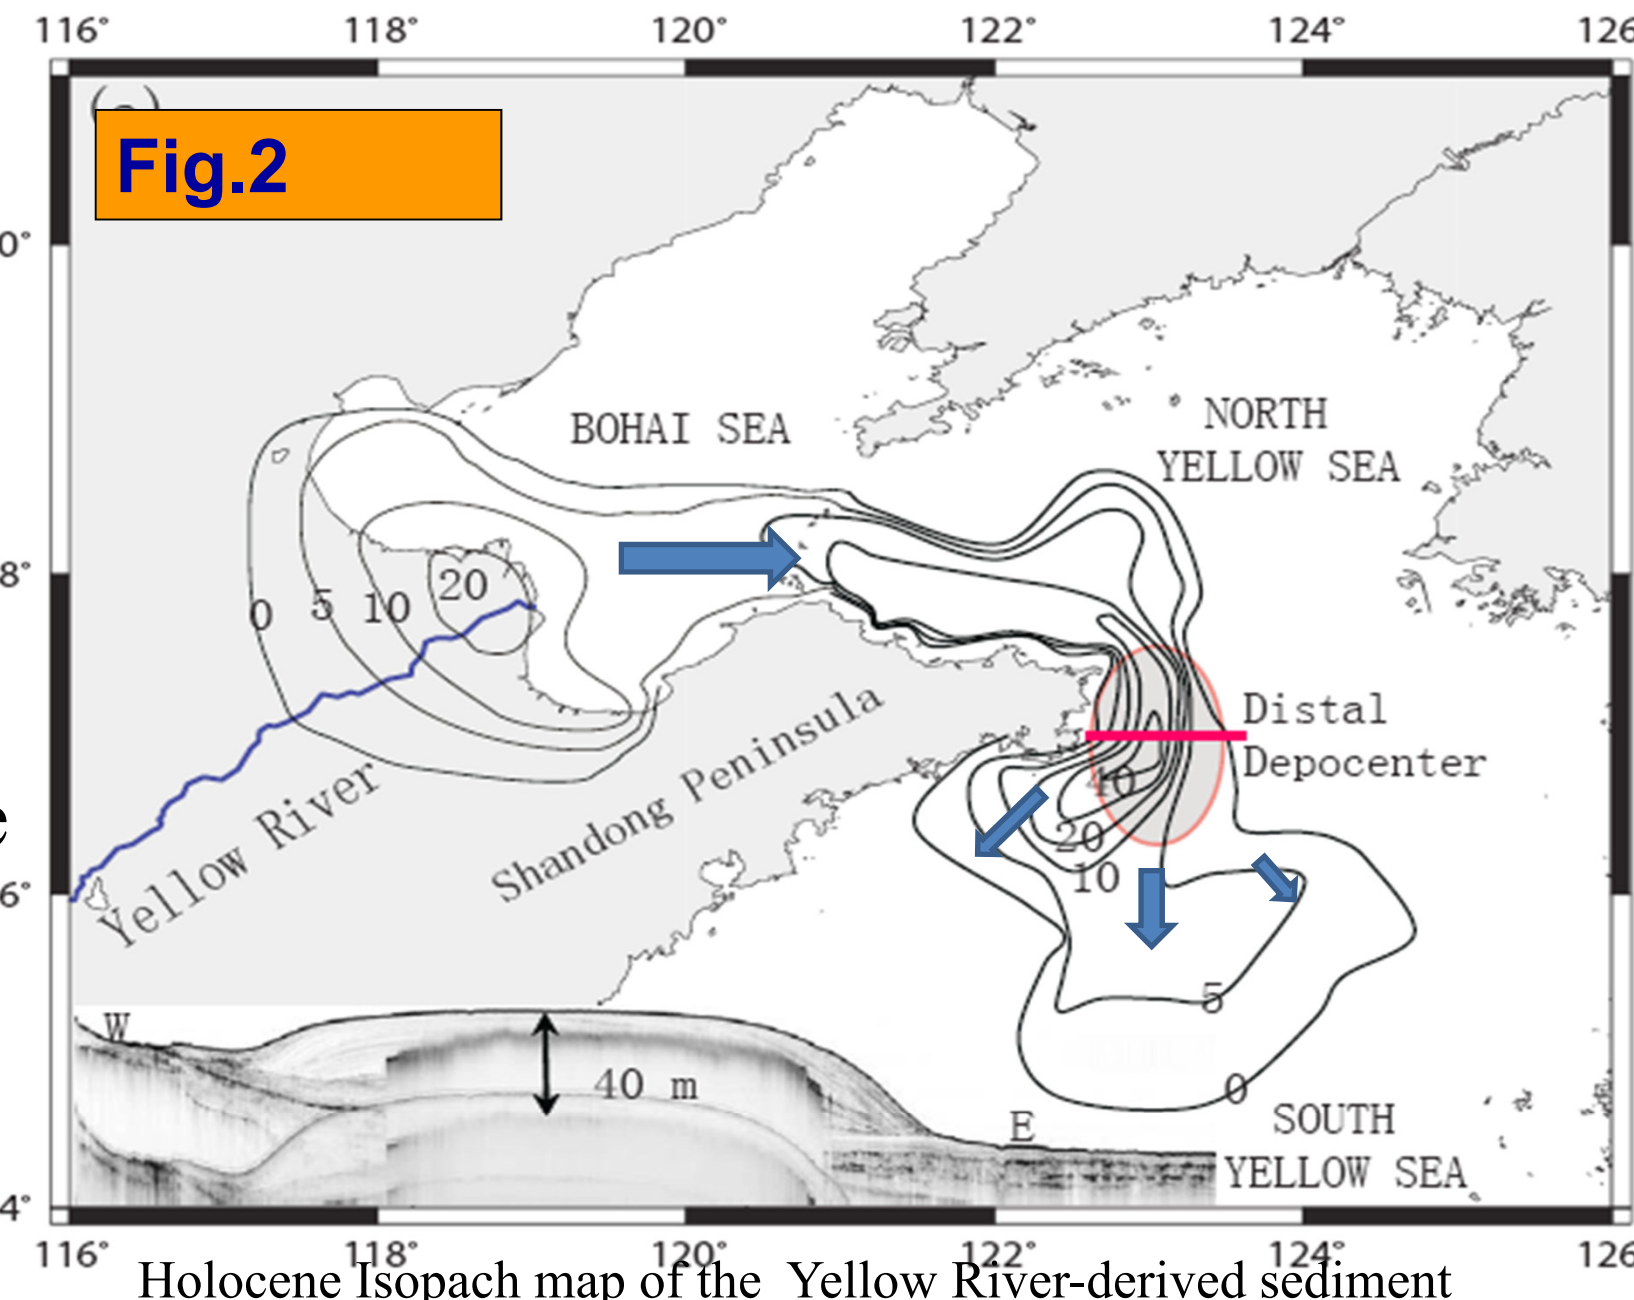 116° 118° 120° 122° 124° 126
Fig.2
0°
BOHAI SEA
NORTH
YELLOW SEA
8°
0 5 10 20
Distal
Depocenter
40
20
10
Yellow River
Shandong Peninsula
e
6°
5
W
40 m
E
0
SOUTH
YELLOW SEA
4°
116° 118° 120° 122° 124° 126
Holocene Isopach map of the Yellow River-derived sediment